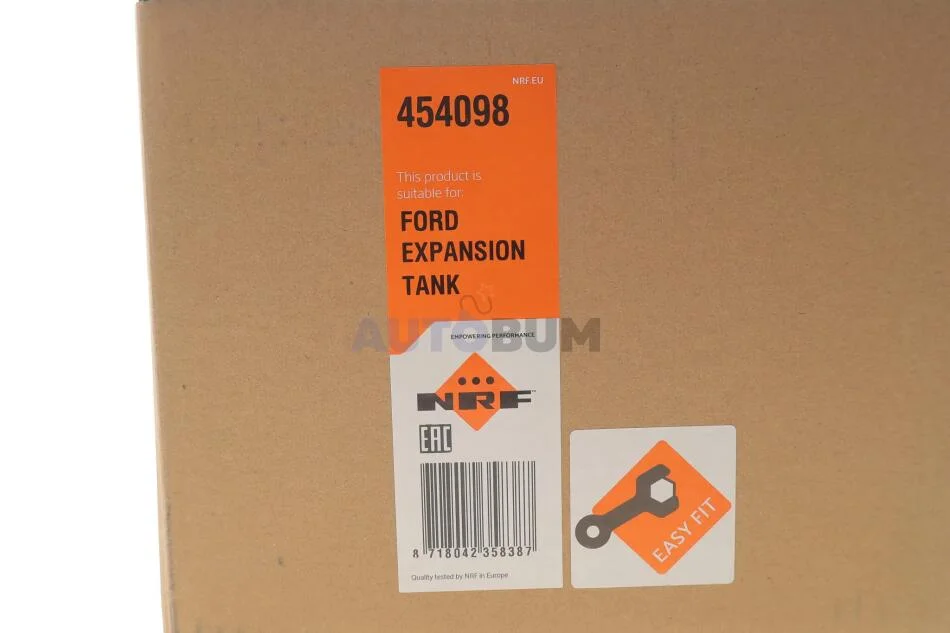 NRF.EU
454098
This product is
suitable for:
FORD
EXPANSION
TANK
AUTOBUM
EMPOWERING PERFORMANCE
NRF™
EAC
8 718042 358387
Quality tested by NRF in Europe
EASY FIT